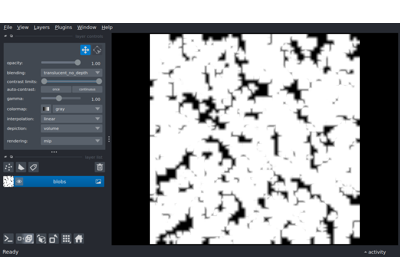 File View Layers Plugins Window Help
opacity: 1.00
blending: translucent_no_depth
contrast limits:
auto-contrast: once continuous
gamma: 1.00
colormap: gray
interpolation: linear
depiction: volume
rendering: mip
blobs
Ready activity